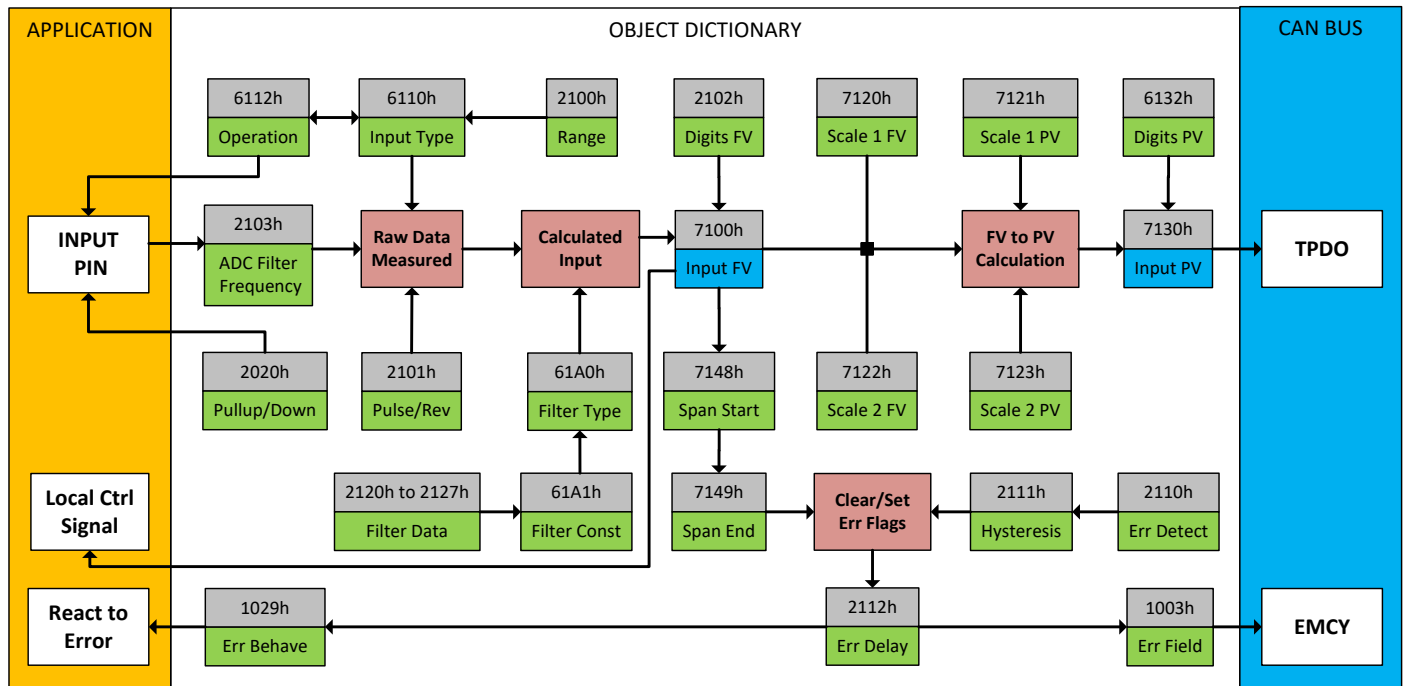 APPLICATION
OBJECT DICTIONARY
CAN BUS
6112h
Operation
6110h
Input Type
2100h
Range
2102h
Digits FV
7120h
Scale 1 FV
7121h
Scale 1 PV
6132h
Digits PV
INPUT
PIN
2103h
ADC Filter
Frequency
Raw Data
Measured
Calculated
Input
7100h
Input FV
FV to PV
Calculation
7130h
Input PV
TPDO
2020h
Pullup/Down
2101h
Pulse/Rev
61A0h
Filter Type
7148h
Span Start
7122h
Scale 2 FV
7123h
Scale 2 PV
Local Ctrl
Signal
2120h to 2127h
Filter Data
61A1h
Filter Const
7149h
Span End
Clear/Set
Err Flags
2111h
Hysteresis
2110h
Err Detect
React to
Error
1029h
Err Behave
2112h
Err Delay
1003h
Err Field
EMCY